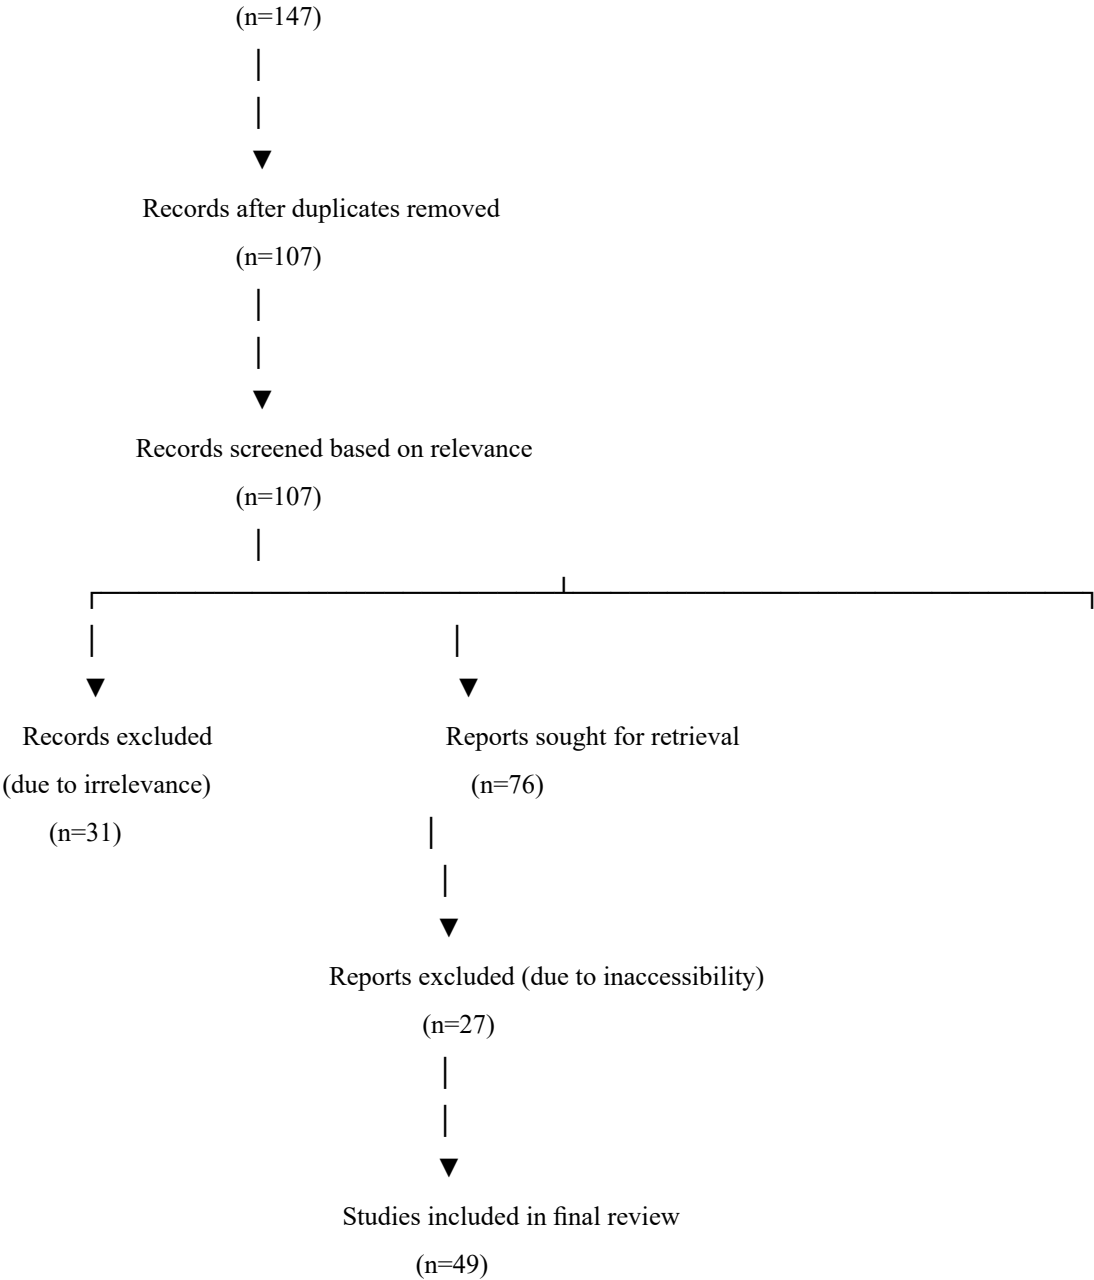 (n=147)
Records after duplicates removed
(n=107)
Records screened based on relevance
(n=107)
Records excluded
(due to irrelevance)
(n=31)
Reports sought for retrieval
(n=76)
Reports excluded (due to inaccessibility)
(n=27)
Studies included in final review
(n=49)